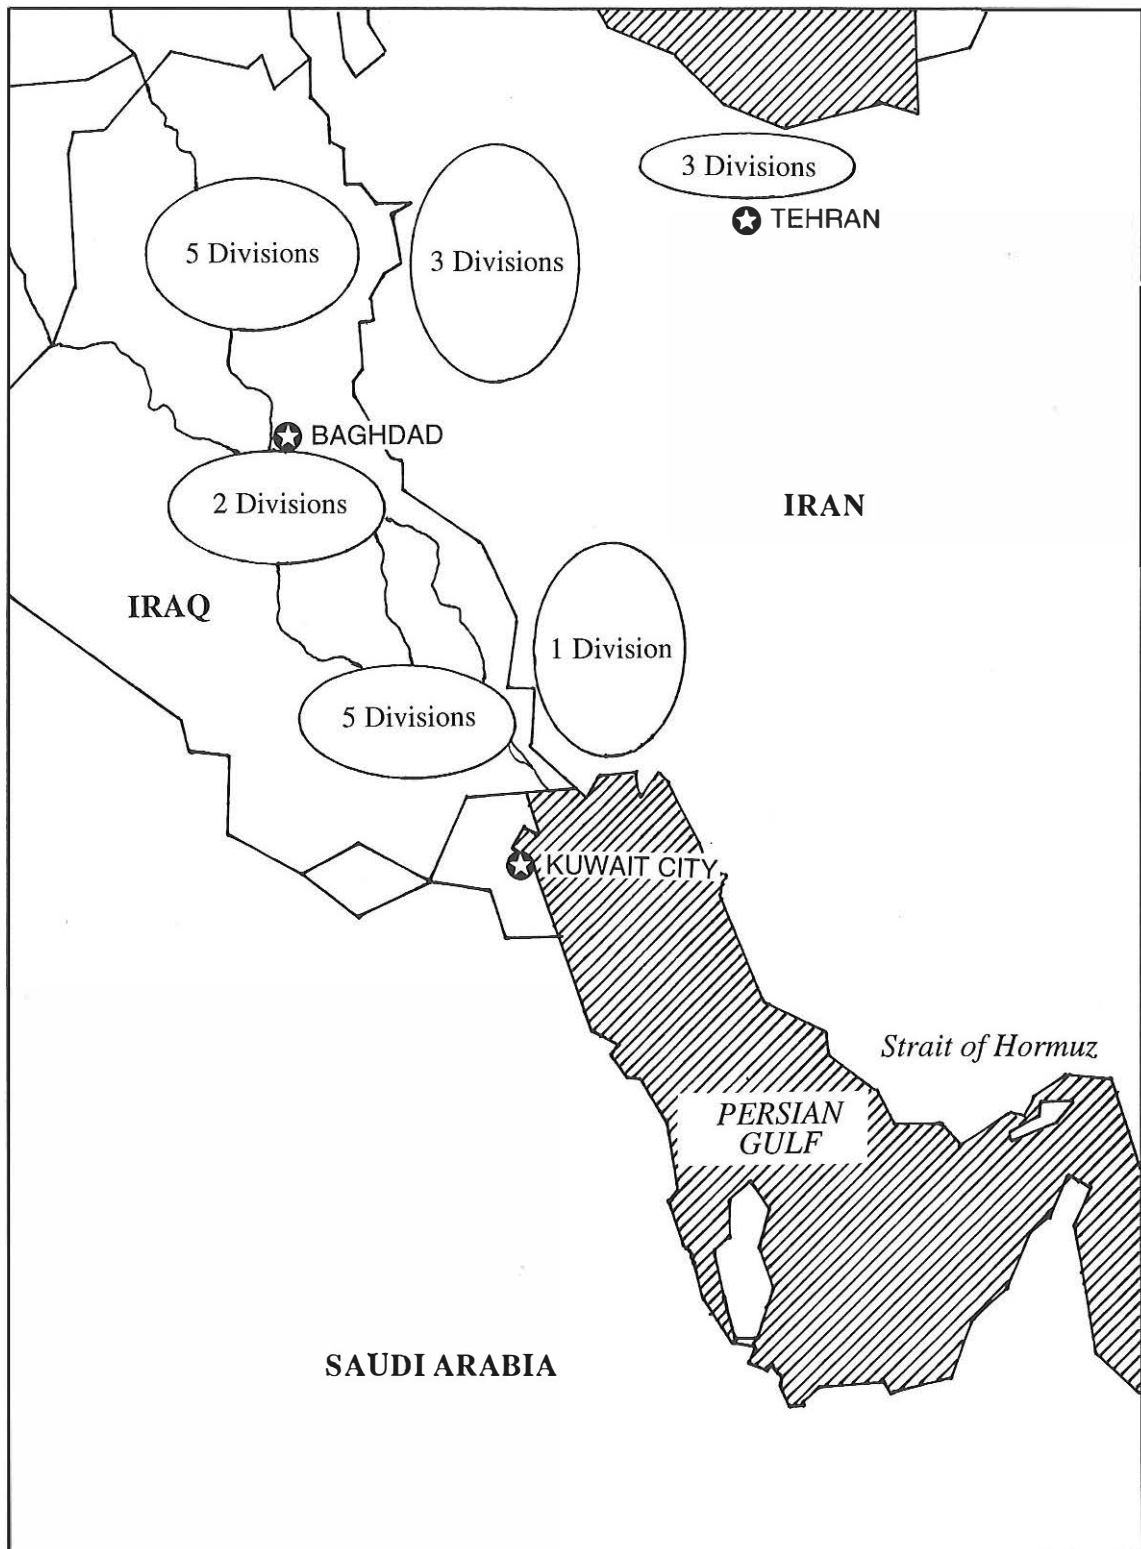 3 Divisions
TEHRAN
5 Divisions
3 Divisions
BAGHDAD
2 Divisions
IRAN
IRAQ
1 Division
5 Divisions
KUWAIT CITY
Strait of Hormuz
PERSIAN
GULF
SAUDI ARABIA